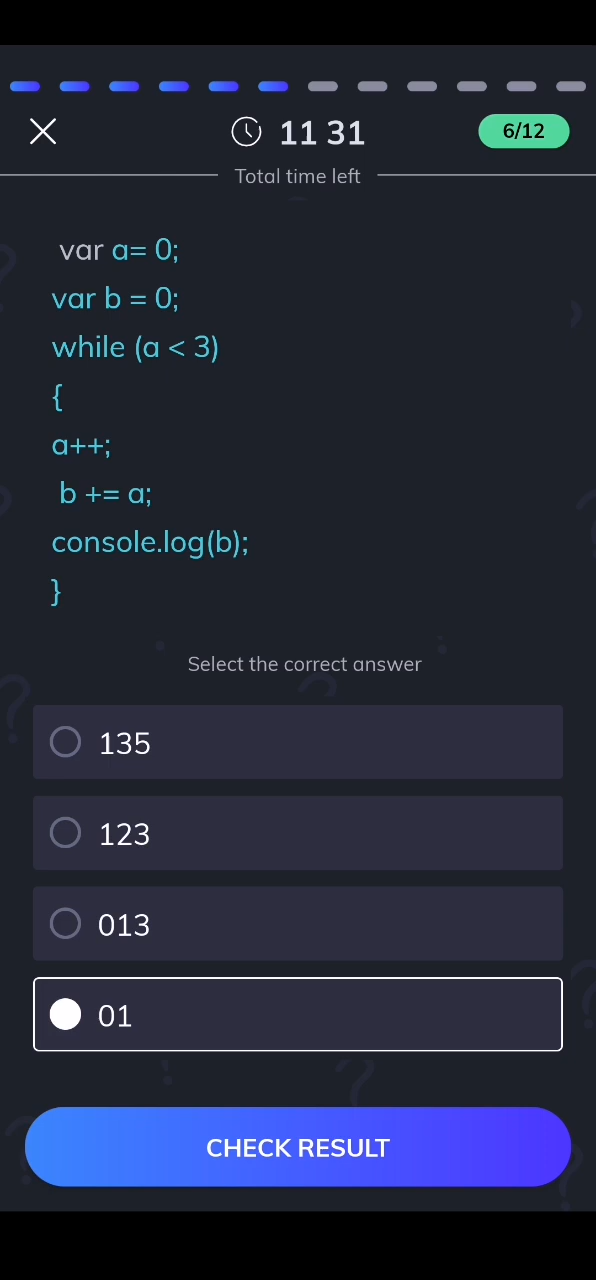 11 31
6/12
Total time left
var a= 0;
var b = 0;
while (a < 3)
{
a++;
b += a;
console.log(b);
}
Select the correct answer
135
123
013
01
CHECK RESULT